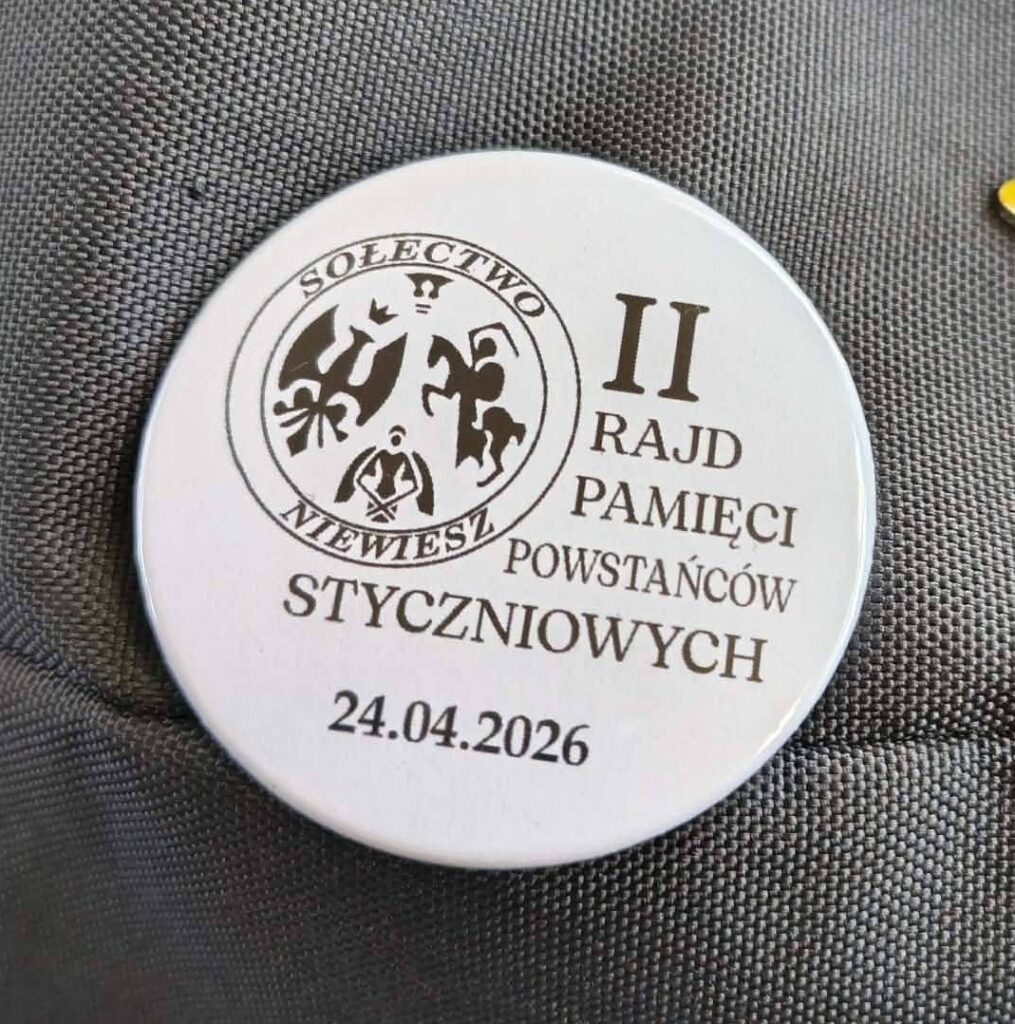 SOŁECTWO
NIEWIESZ
II
RAJD
PAMIĘCI
POWSTAŃCÓW
STYCZNIOWYCH
24.04.2026